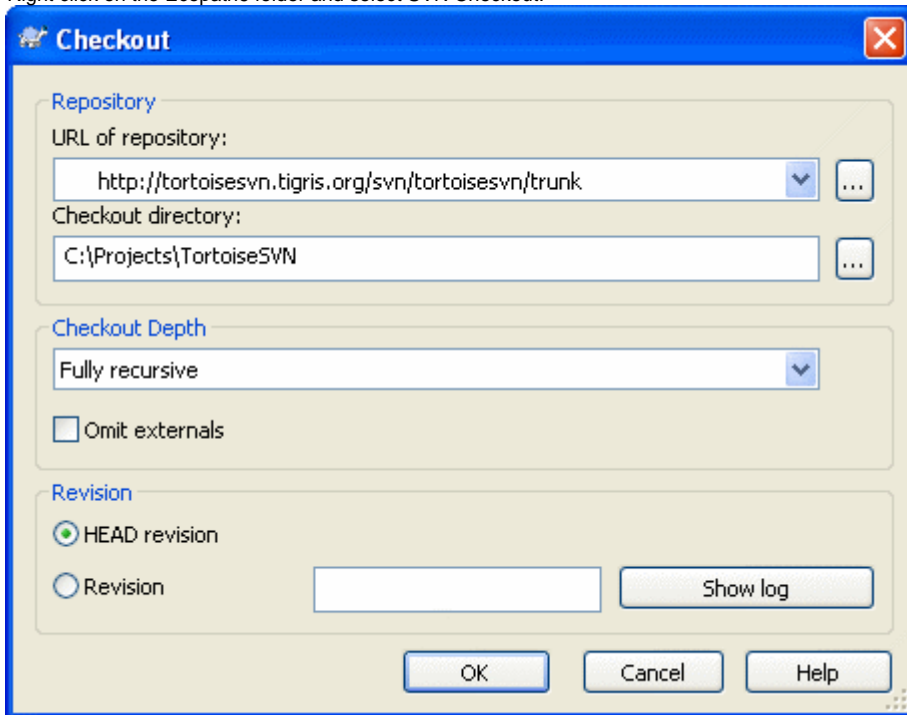 Checkout
Repository
URL of repository:
http://tortoisesvn.tigris.org/svn/tortoisesvn/trunk
...
Checkout directory:
C:\Projects\TortoiseSVN
...
Checkout Depth
Fully recursive
Omit externals
Revision
HEAD revision
Revision
Show log
OK Cancel Help